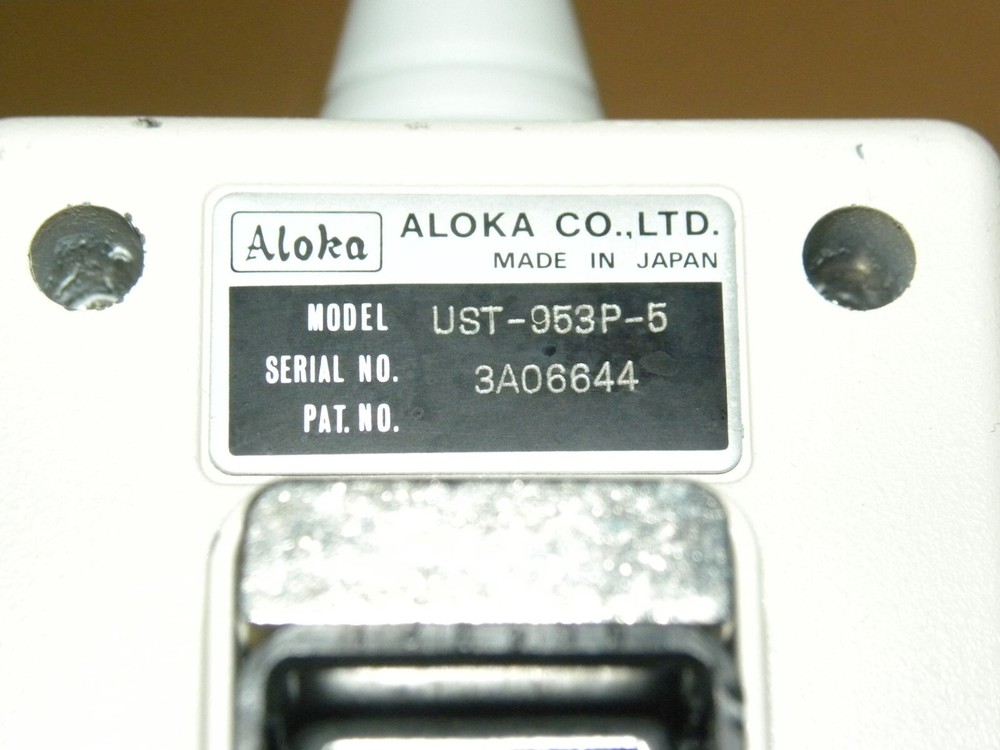 Aloka ALOKA CO.,LTD.
MADE IN JAPAN
MODEL UST-953P-5
SERIAL NO. 3A06644
PAT. NO.